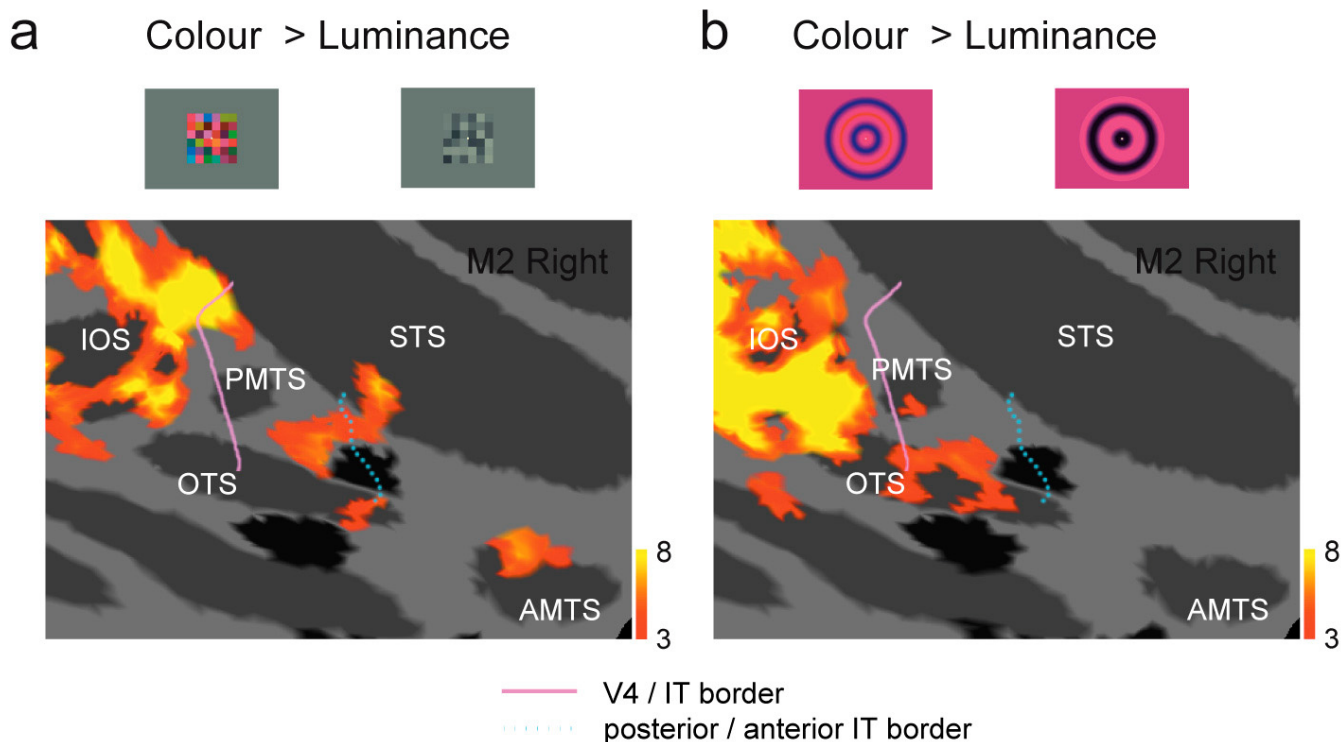 a
Colour > Luminance
b
Colour > Luminance
M2 Right
IOS
STS
PMTS
OTS
AMTS
8
3
M2 Right
IOS
STS
PMTS
OTS
AMTS
8
3
V4 / IT border
posterior / anterior IT border